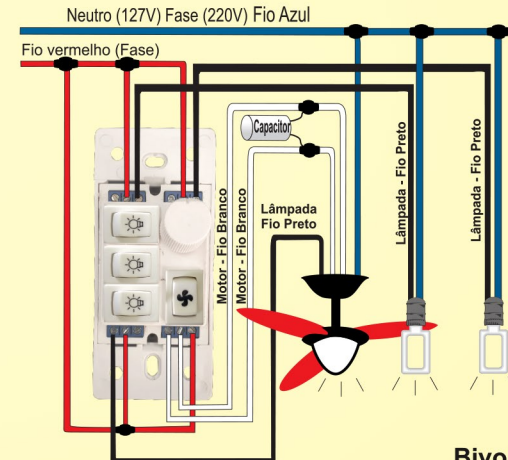 Neutro (127V) Fase (220V) Fio Azul
Fio vermelho (Fase)
Capacitor
Motor - Fio Branco
Motor - Fio Branco
Lâmpada
Fio Preto
Lâmpada - Fio Preto
Lâmpada - Fio Preto
Bivo